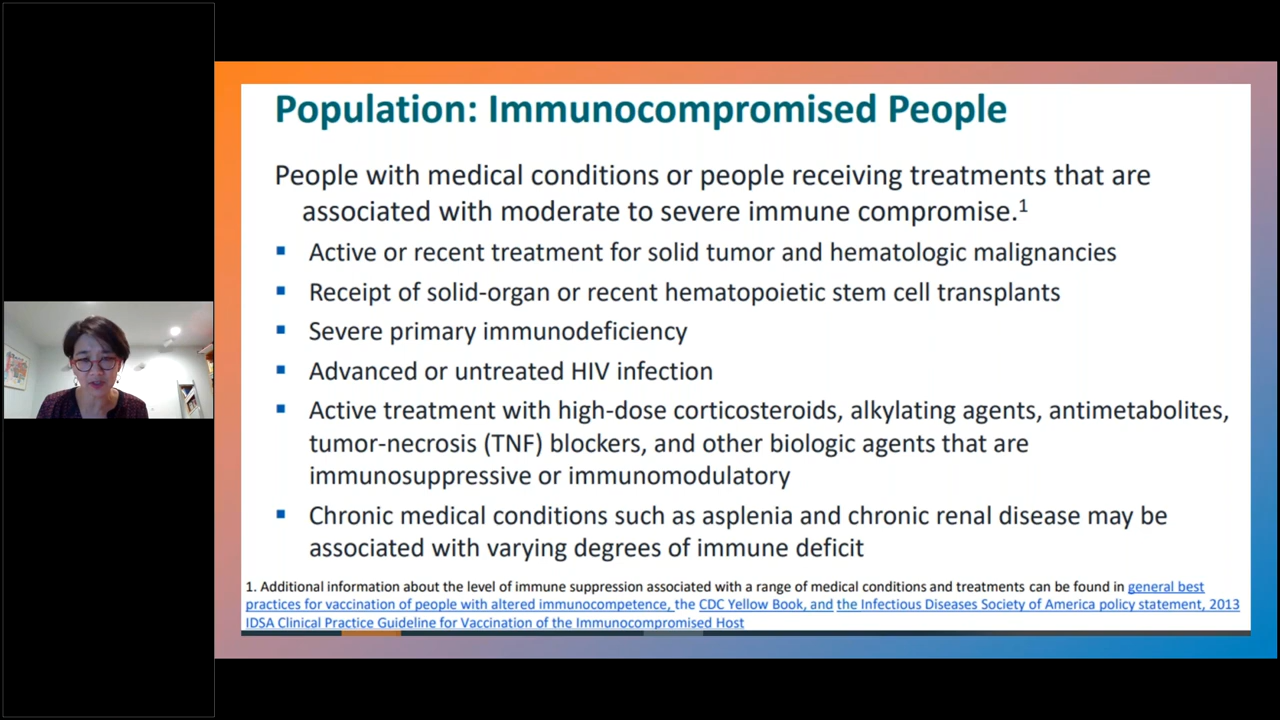 Population: Immunocompromised People
People with medical conditions or people receiving treatments that are
associated with moderate to severe immune compromise.1
▪ Active or recent treatment for solid tumor and hematologic malignancies
▪ Receipt of solid-organ or recent hematopoietic stem cell transplants
▪ Severe primary immunodeficiency
▪ Advanced or untreated HIV infection
▪ Active treatment with high-dose corticosteroids, alkylating agents, antimetabolites,
tumor-necrosis (TNF) blockers, and other biologic agents that are
immunosuppressive or immunomodulatory
▪ Chronic medical conditions such as asplenia and chronic renal disease may be
associated with varying degrees of immune deficit
1. Additional information about the level of immune suppression associated with a range of medical conditions and treatments can be found in general best
practices for vaccination of people with altered immunocompetence, the CDC Yellow Book, and the Infectious Diseases Society of America policy statement, 2013
IDSA Clinical Practice Guideline for Vaccination of the Immunocompromised Host